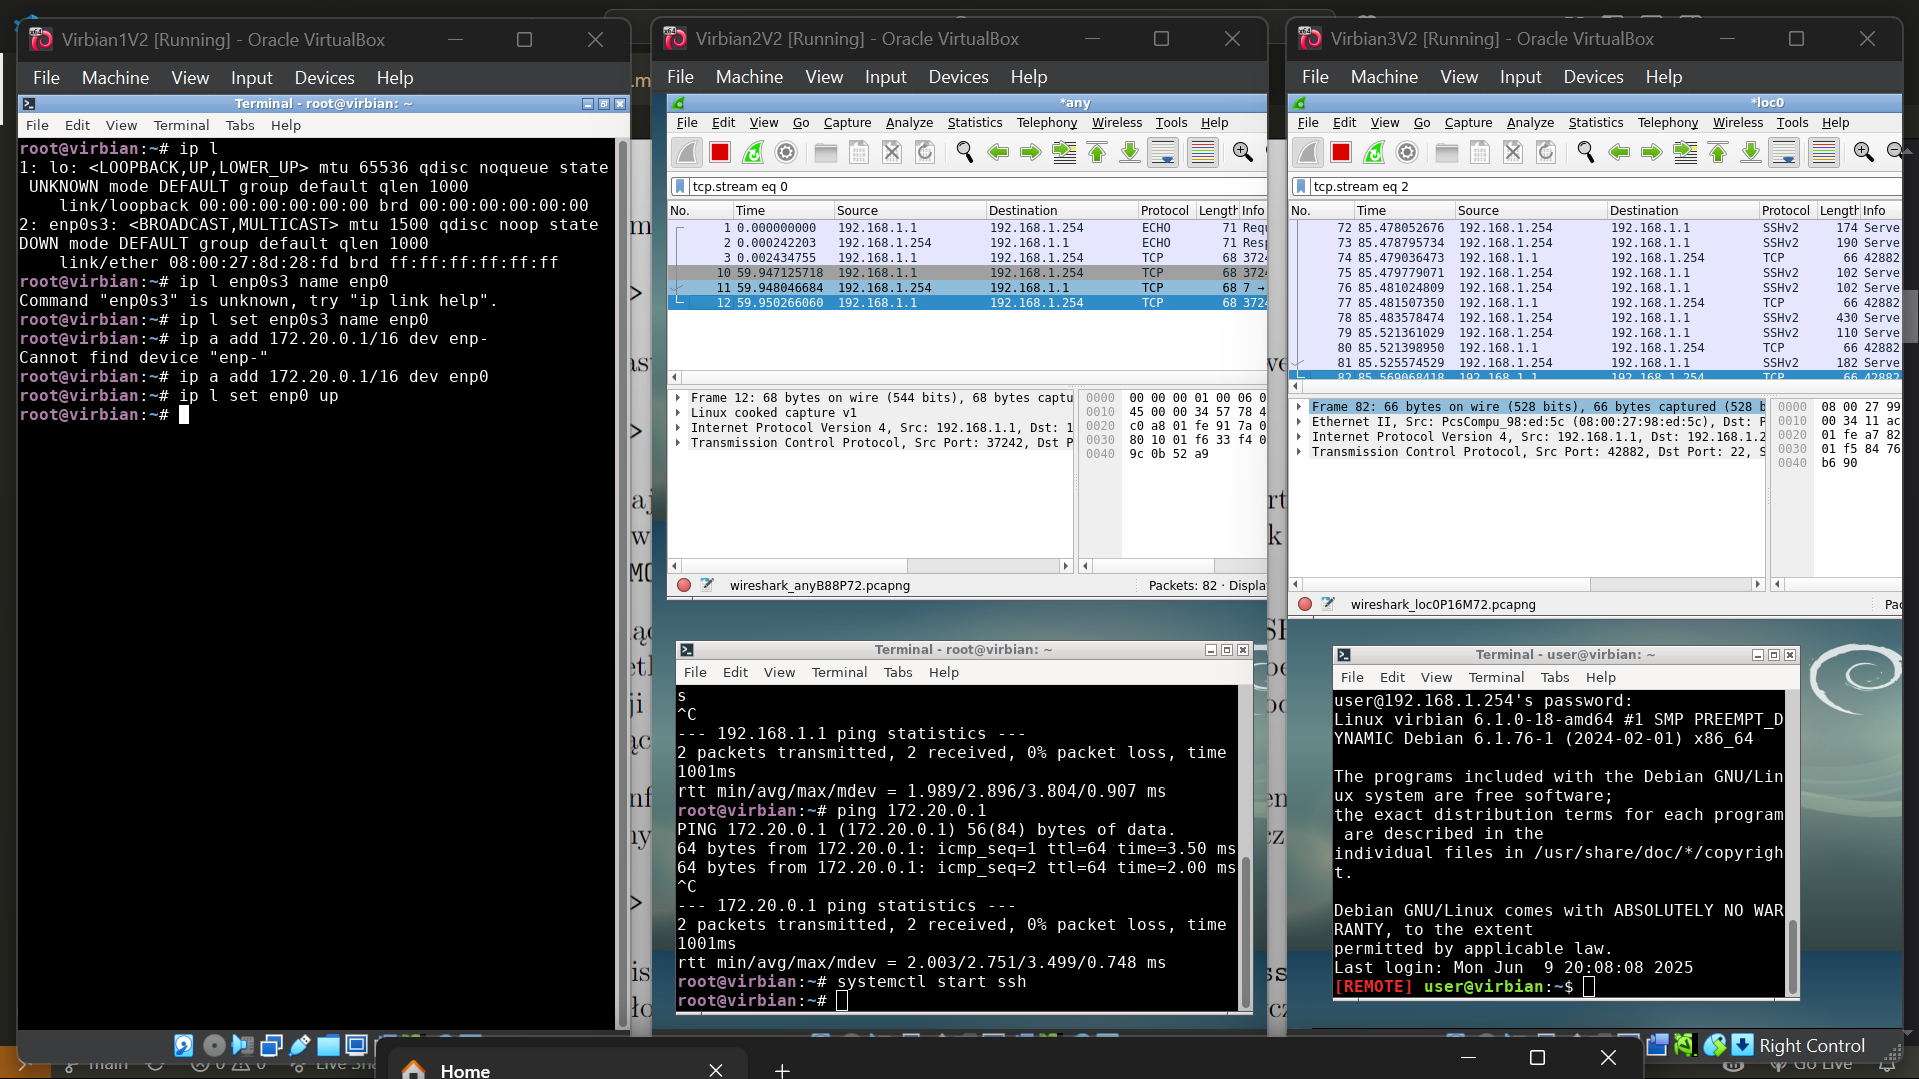 Virbian1V2 [Running] - Oracle VirtualBox
File Machine View Input Devices Help
Terminal - root@virbian: ~
File Edit View Terminal Tabs Help
root@virbian:~# ip l
1: lo: <LOOPBACK,UP,LOWER_UP> mtu 65536 qdisc noqueue state
 UNKNOWN mode DEFAULT group default qlen 1000
    link/loopback 00:00:00:00:00:00 brd 00:00:00:00:00:00
2: enp0s3: <BROADCAST,MULTICAST> mtu 1500 qdisc noop state
DOWN mode DEFAULT group default qlen 1000
    link/ether 08:00:27:8d:28:fd brd ff:ff:ff:ff:ff:ff
root@virbian:~# ip l enp0s3 name enp0
Command "enp0s3" is unknown, try "ip link help".
root@virbian:~# ip l set enp0s3 name enp0
root@virbian:~# ip a add 172.20.0.1/16 dev enp-
Cannot find device "enp-"
root@virbian:~# ip a add 172.20.0.1/16 dev enp0
root@virbian:~# ip l set enp0 up
root@virbian:~#
Virbian2V2 [Running] - Oracle VirtualBox
File Machine View Input Devices Help
*any
File Edit View Go Capture Analyze Statistics Telephony Wireless Tools Help
tcp.stream eq 0
No. Time Source Destination Protocol Length Info
1 0.000000000 192.168.1.1 192.168.1.254 ECHO 71 Requ
2 0.000242203 192.168.1.254 192.168.1.1 ECHO 71 Resp
3 0.002434755 192.168.1.1 192.168.1.254 TCP 68 3724
10 59.947125718 192.168.1.1 192.168.1.254 TCP 68 3724
11 59.948046684 192.168.1.254 192.168.1.1 TCP 68 7 →
12 59.950266060 192.168.1.1 192.168.1.254 TCP 68 3724
Frame 12: 68 bytes on wire (544 bits), 68 bytes captu
Linux cooked capture v1
Internet Protocol Version 4, Src: 192.168.1.1, Dst: 1
Transmission Control Protocol, Src Port: 37242, Dst P
0000 00 00 00 01 00 06 0
0010 45 00 00 34 57 78 4
0020 c0 a8 01 fe 91 7a 0
0030 80 10 01 f6 33 f4 0
0040 9c 0b 52 a9
wireshark_anyB88P72.pcapng
Packets: 82 · Displa
Terminal - root@virbian: ~
File Edit View Terminal Tabs Help
s
^C
--- 192.168.1.1 ping statistics ---
2 packets transmitted, 2 received, 0% packet loss, time
1001ms
rtt min/avg/max/mdev = 1.989/2.896/3.804/0.907 ms
root@virbian:~# ping 172.20.0.1
PING 172.20.0.1 (172.20.0.1) 56(84) bytes of data.
64 bytes from 172.20.0.1: icmp_seq=1 ttl=64 time=3.50 ms
64 bytes from 172.20.0.1: icmp_seq=2 ttl=64 time=2.00 ms
^C
--- 172.20.0.1 ping statistics ---
2 packets transmitted, 2 received, 0% packet loss, time
1001ms
rtt min/avg/max/mdev = 2.003/2.751/3.499/0.748 ms
root@virbian:~# systemctl start ssh
root@virbian:~#
Virbian3V2 [Running] - Oracle VirtualBox
File Machine View Input Devices Help
*loc0
File Edit View Go Capture Analyze Statistics Telephony Wireless Tools Help
tcp.stream eq 2
No. Time Source Destination Protocol Length Info
72 85.478052676 192.168.1.254 192.168.1.1 SSHv2 174 Serve
73 85.478795734 192.168.1.254 192.168.1.1 SSHv2 190 Serve
74 85.479036473 192.168.1.1 192.168.1.254 TCP 66 42882
75 85.479779071 192.168.1.254 192.168.1.1 SSHv2 102 Serve
76 85.481024809 192.168.1.254 192.168.1.1 SSHv2 102 Serve
77 85.481507350 192.168.1.1 192.168.1.254 TCP 66 42882
78 85.483578474 192.168.1.254 192.168.1.1 SSHv2 430 Serve
79 85.521361029 192.168.1.254 192.168.1.1 SSHv2 110 Serve
80 85.521398950 192.168.1.1 192.168.1.254 TCP 66 42882
81 85.525574529 192.168.1.254 192.168.1.1 SSHv2 182 Serve
82 85.569068418 192.168.1.1 192.168.1.254 TCP 66 42882
Frame 82: 66 bytes on wire (528 bits), 66 bytes captured (528 b
Ethernet II, Src: PcsCompu_98:ed:5c (08:00:27:98:ed:5c), Dst: P
Internet Protocol Version 4, Src: 192.168.1.1, Dst: 192.168.1.2
Transmission Control Protocol, Src Port: 42882, Dst Port: 22, S
0000 08 00 27 99
0010 00 34 11 ac
0020 01 fe a7 82
0030 01 f5 84 76
0040 b6 90
wireshark_loc0P16M72.pcapng
Pac
Terminal - user@virbian: ~
File Edit View Terminal Tabs Help
user@192.168.1.254's password:
Linux virbian 6.1.0-18-amd64 #1 SMP PREEMPT_D
YNAMIC Debian 6.1.76-1 (2024-02-01) x86_64
The programs included with the Debian GNU/Lin
ux system are free software;
the exact distribution terms for each program
 are described in the
individual files in /usr/share/doc/*/copyrigh
t.
Debian GNU/Linux comes with ABSOLUTELY NO WAR
RANTY, to the extent
permitted by applicable law.
Last login: Mon Jun  9 20:08:08 2025
[REMOTE] user@virbian:~$
Right Control
main
Home
Go Live